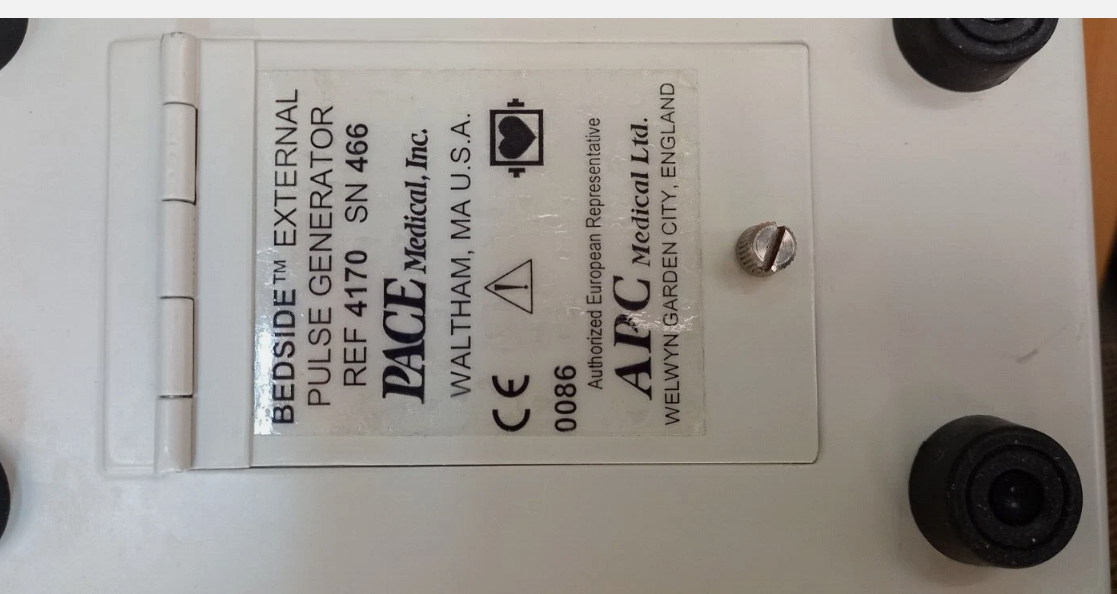 BEDSIDE™ EXTERNAL
PULSE GENERATOR
REF 4170 SN 466
PACE Medical, Inc.
WALTHAM, MA U.S.A.
CE
0086
Authorized European Representative
APC Medical Ltd.
WELWYN GARDEN CITY, ENGLAND